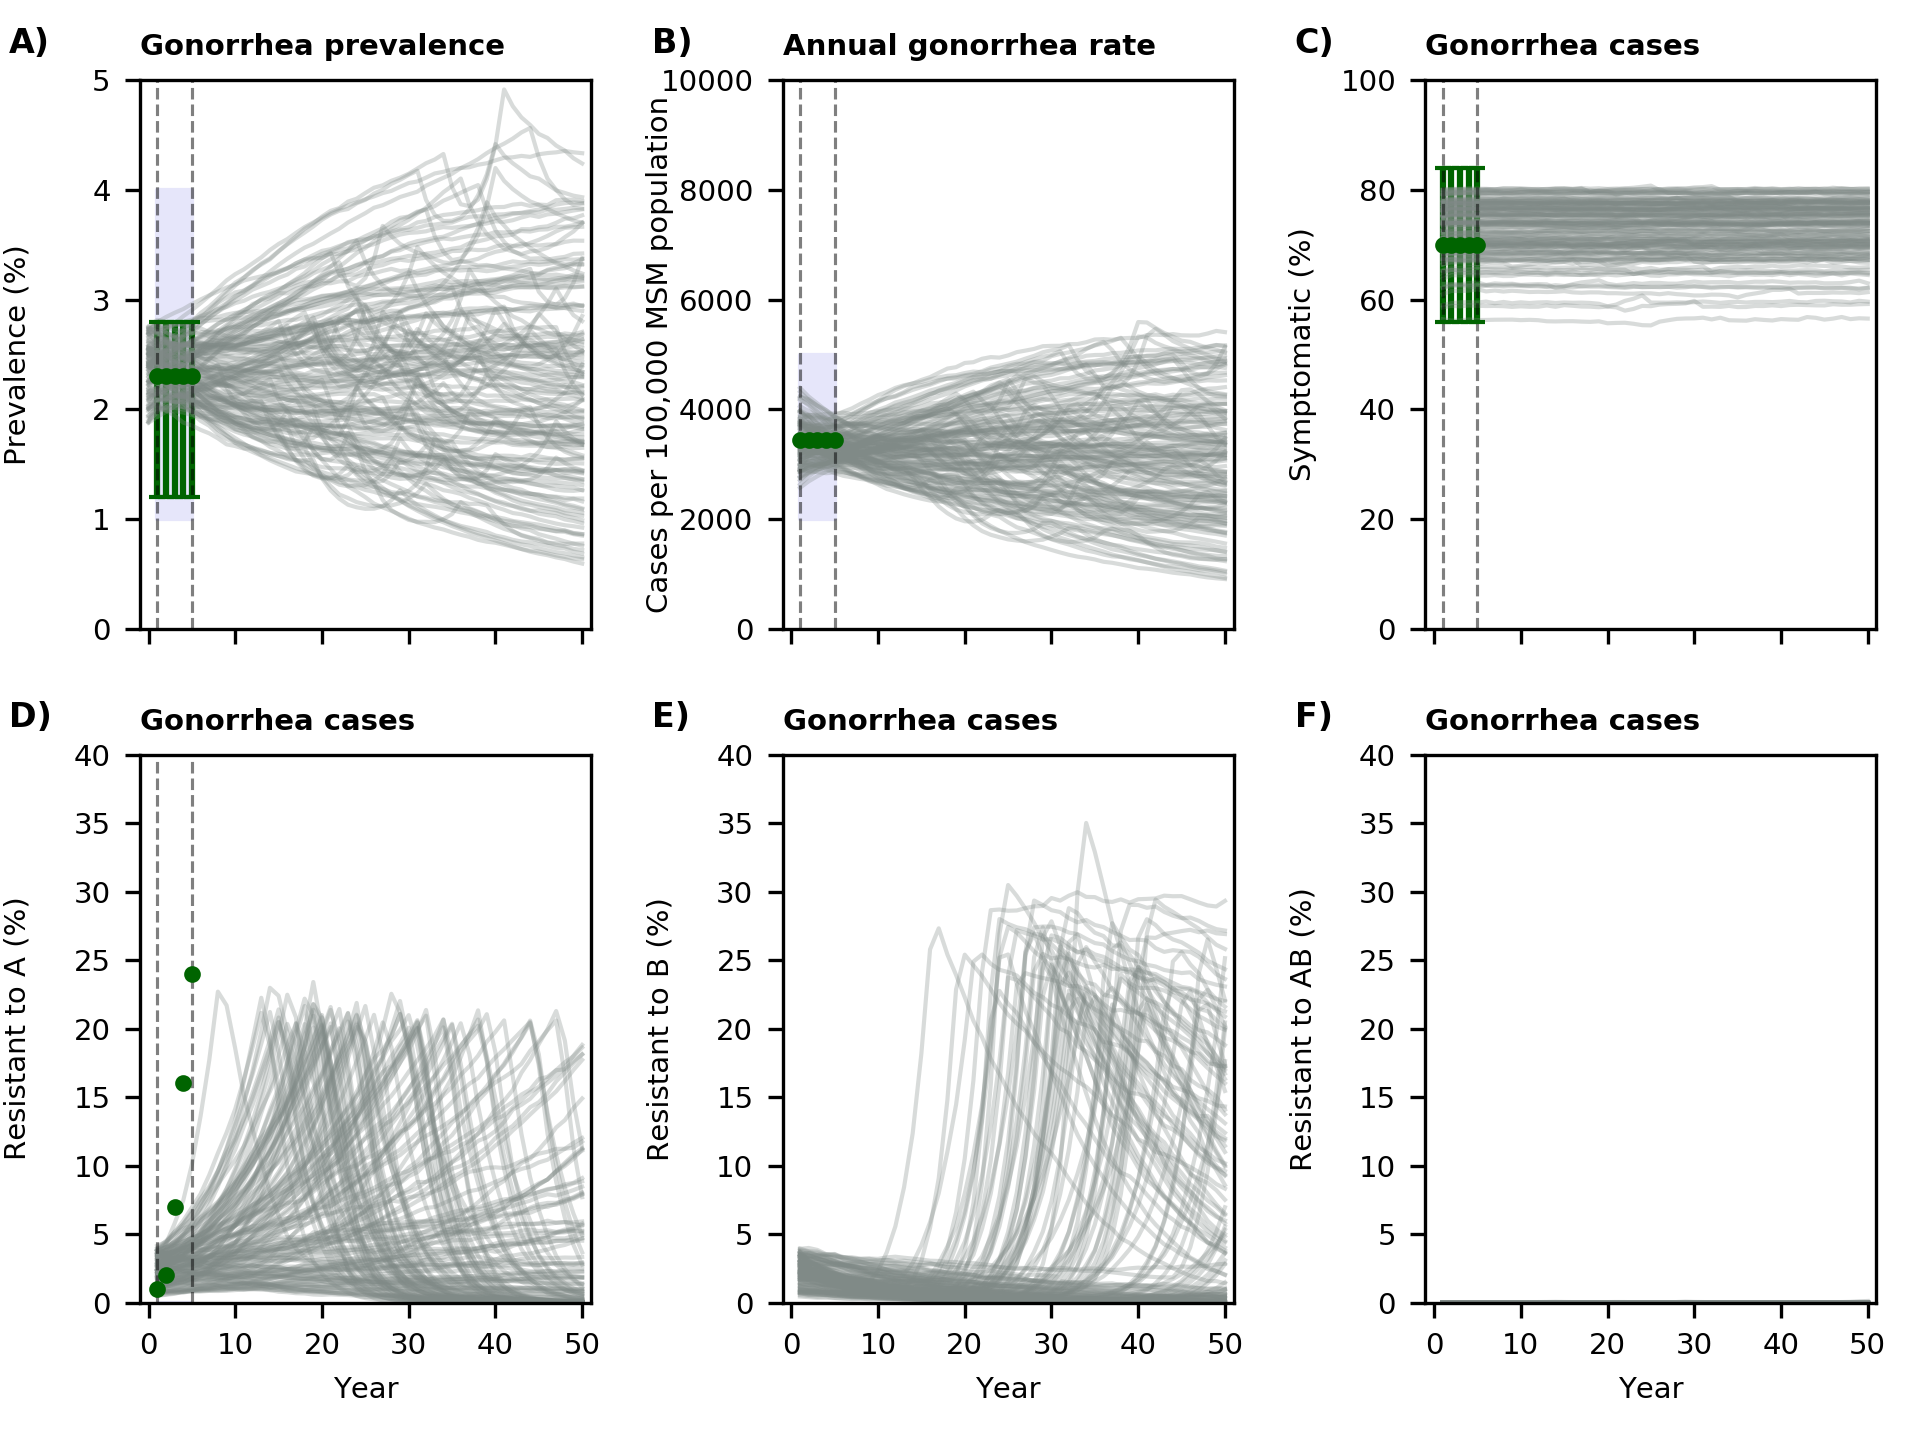 A) Gonorrhea prevalence
Prevalence (%)
5
4
3
2
1
0
B) Annual gonorrhea rate
Cases per 100,000 MSM population
10000
8000
6000
4000
2000
0
C) Gonorrhea cases
Symptomatic (%)
100
80
60
40
20
0
D) Gonorrhea cases
Resistant to A (%)
40
35
30
25
20
15
10
5
0
0 10 20 30 40 50
Year
E) Gonorrhea cases
Resistant to B (%)
40
35
30
25
20
15
10
5
0
0 10 20 30 40 50
Year
F) Gonorrhea cases
Resistant to AB (%)
40
35
30
25
20
15
10
5
0
0 10 20 30 40 50
Year